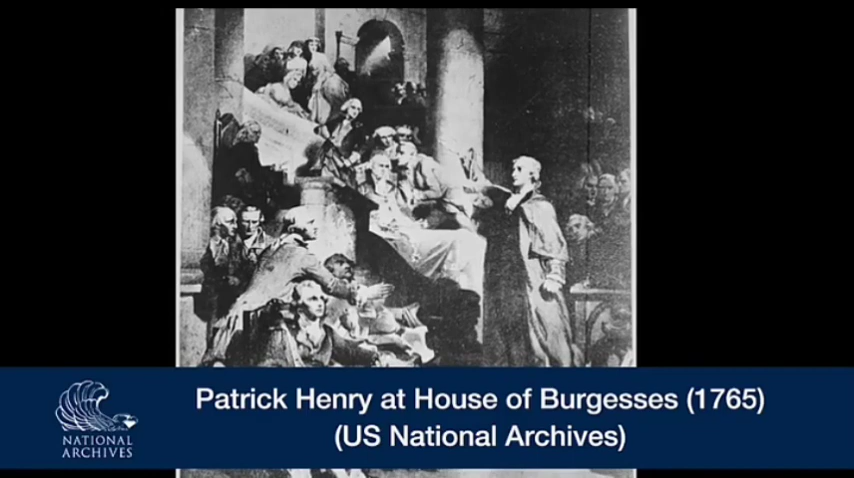 Patrick Henry at House of Burgesses (1765)
(US National Archives)
NATIONAL
ARCHIVES